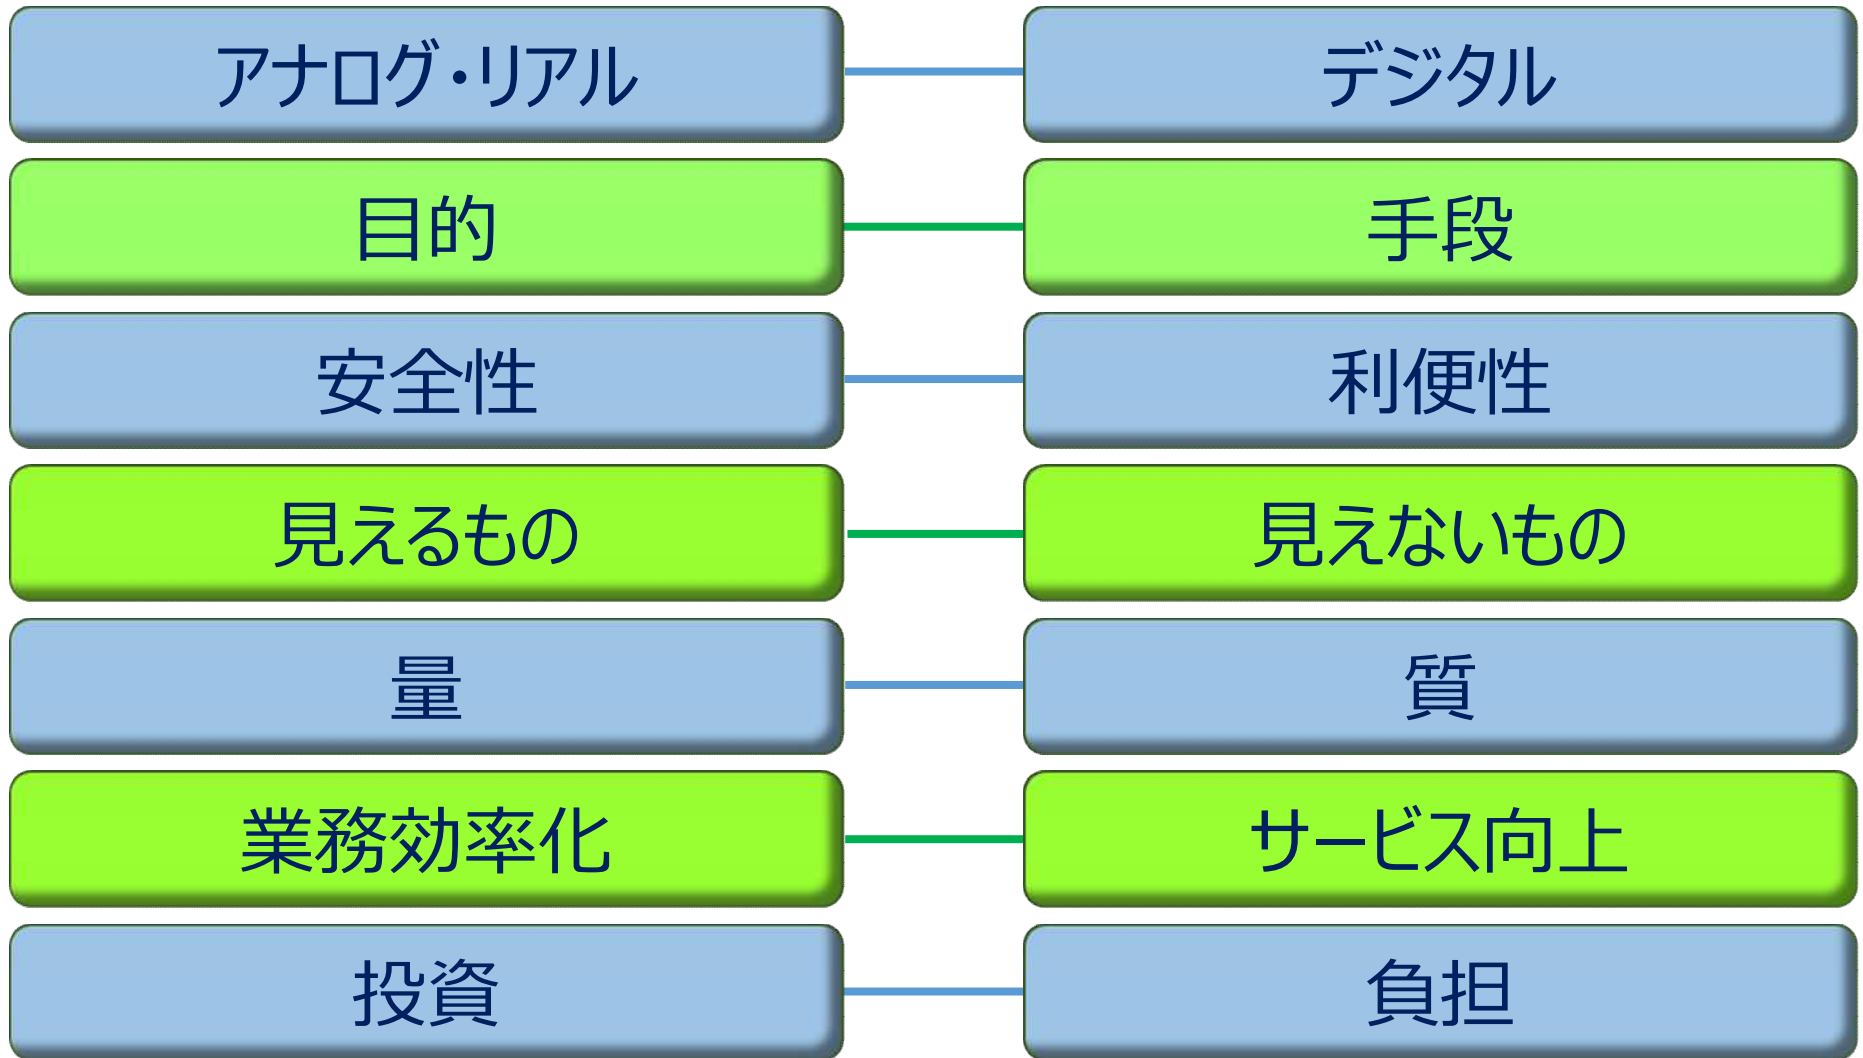 アナログ・リアル
デジタル
目的
手段
安全性
利便性
見えるもの
見えないもの
量
質
業務効率化
サービス向上
投資
負担